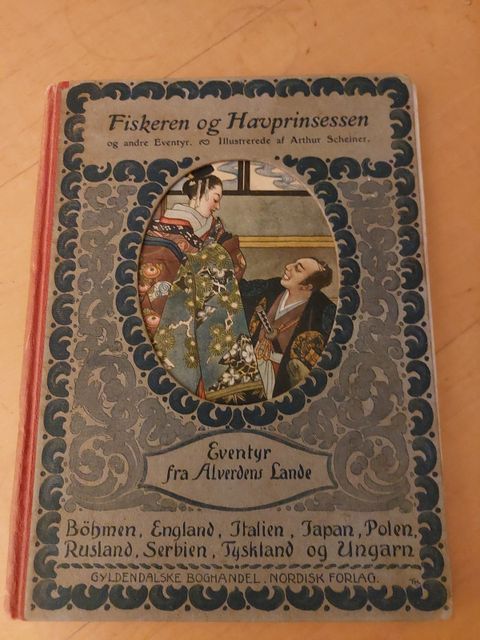 Fiskeren og Havprinsessen
og andre Eventyr. Illustrerede af Arthur Scheiner.
Eventyr
fra Alverdens Lande
Böhmen, England, Italien, Japan, Polen,
Rusland, Serbien, Tyskland og Ungarn
GYLDENDALSKE BOGHANDEL, NORDISK FORLAG.